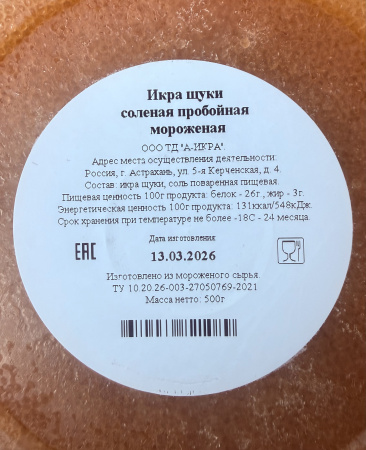 Икра щуки
соленая пробойная
мороженая
ООО ТД "А-ИКРА".
Адрес места осуществления деятельности:
Россия, г. Астрахань, ул. 5-я Керченская, д. 4.
Состав: икра щуки, соль поваренная пищевая.
Пищевая ценность 100г продукта: белок - 26г , жир - 3г.
Энергетическая ценность 100г продукта: 131ккал/548кДж.
Срок хранения при температуре не более -18С - 24 месяца.
Дата изготовления
EAC
13.03.2026
Изготовлено из мороженого сырья.
ТУ 10.20.26-003-27050769-2021
Масса нетто: 500г